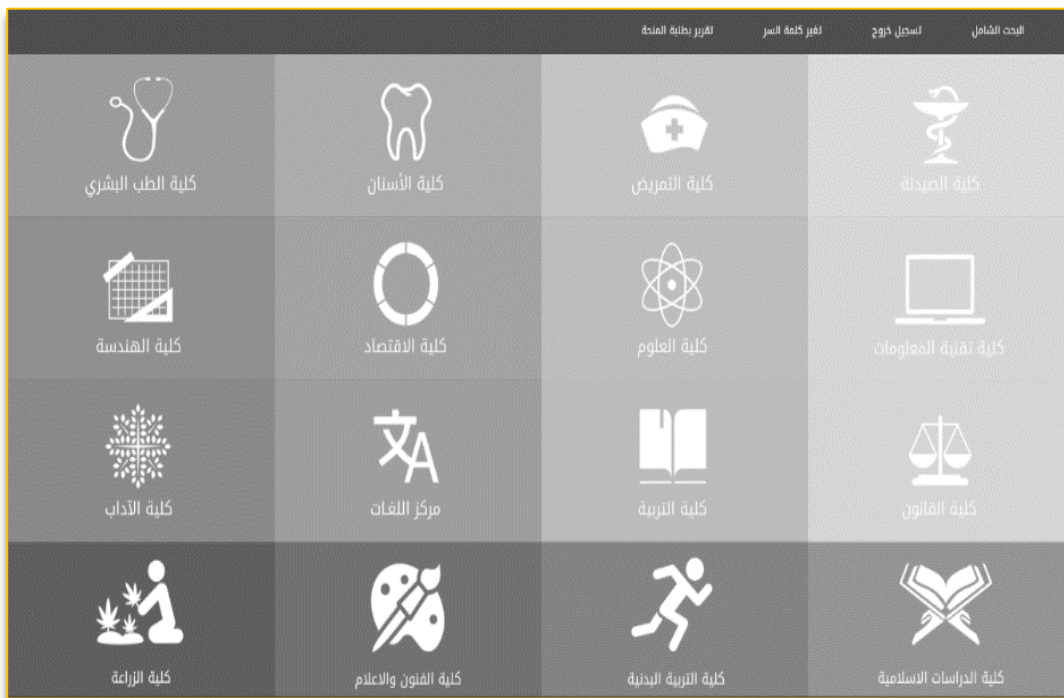 البحث الشامل
تسجيل خروج
تغير كلمة السر
تقرير بطلبة المنحة
كلية الصيدلة
كلية التمريض
كلية الأسنان
كلية الطب البشري
كلية تقنية المعلومات
كلية العلوم
كلية الاقتصاد
كلية الهندسة
كلية القانون
كلية التربية
مركز اللغات
كلية الآداب
كلية الدراسات الاسلامية
كلية التربية البدنية
كلية الفنون والاعلام
كلية الزراعة